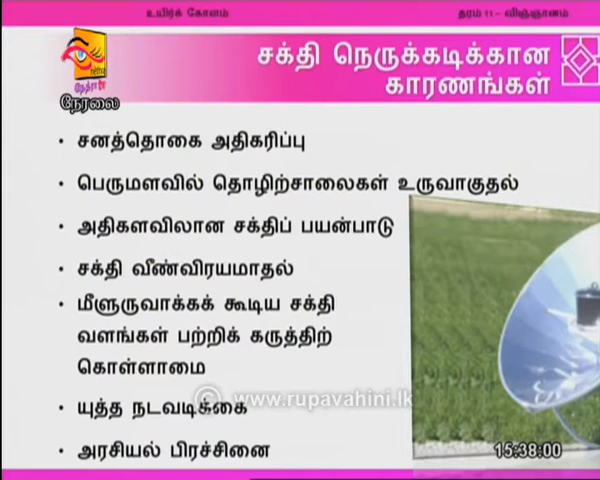 உயிர்க் கோளம்
தரம் 11 – விஞ்ஞானம்
சக்தி நெருக்கடிக்கான
காரணங்கள்
nethra
நேத்ரா tv
நேரலை
• சனத்தொகை அதிகரிப்பு
• பெருமளவில் தொழிற்சாலைகள் உருவாகுதல்
• அதிகளவிலான சக்திப் பயன்பாடு
• சக்தி வீண்விரயமாதல்
• மீளுருவாக்கக் கூடிய சக்தி
வளங்கள் பற்றிக் கருத்திற்
கொள்ளாமை
© www.rupavahini.lk
• யுத்த நடவடிக்கை
• அரசியல் பிரச்சினை
15:38:00